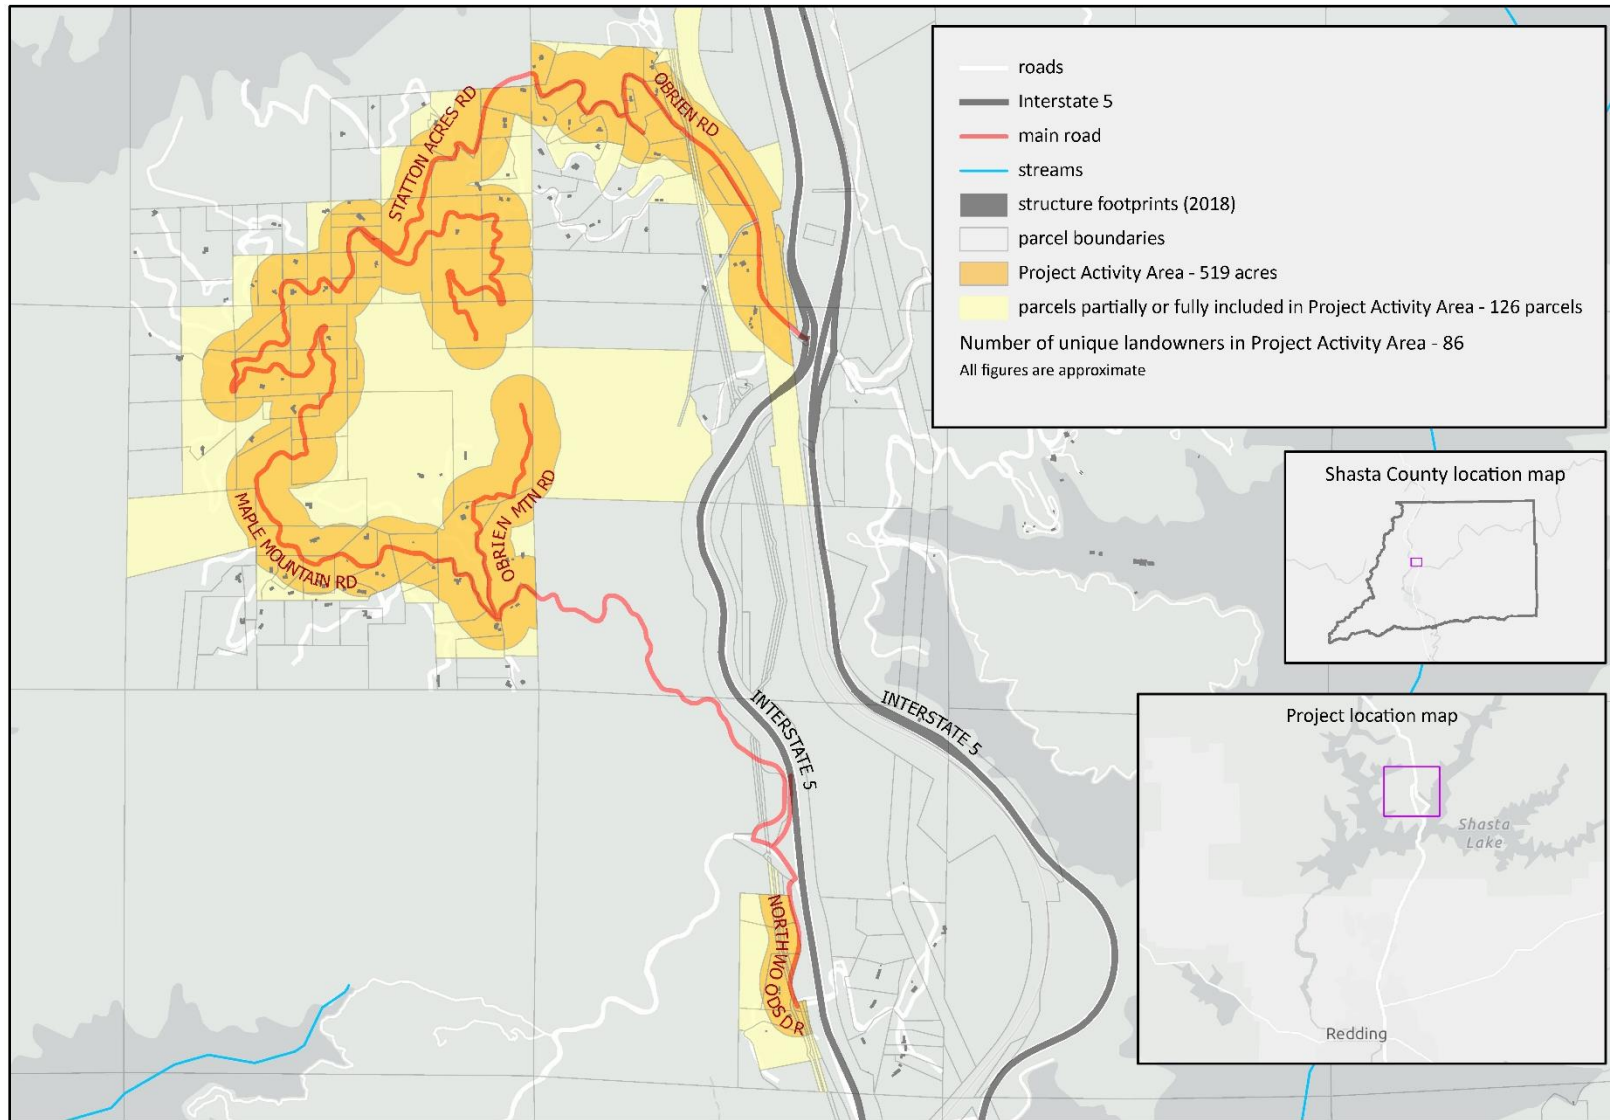 roads
Interstate 5
main road
streams
structure footprints (2018)
parcel boundaries
Project Activity Area - 519 acres
parcels partially or fully included in Project Activity Area - 126 parcels
Number of unique landowners in Project Activity Area - 86
All figures are approximate
STATTON ACRES RD
OBRIEN RD
MAPLE MOUNTAIN RD
OBRIEN MTN RD
INTERSTATE 5
INTERSTATE 5
NORTHWOODS DR
Shasta County location map
Project location map
Shasta
Lake
Redding